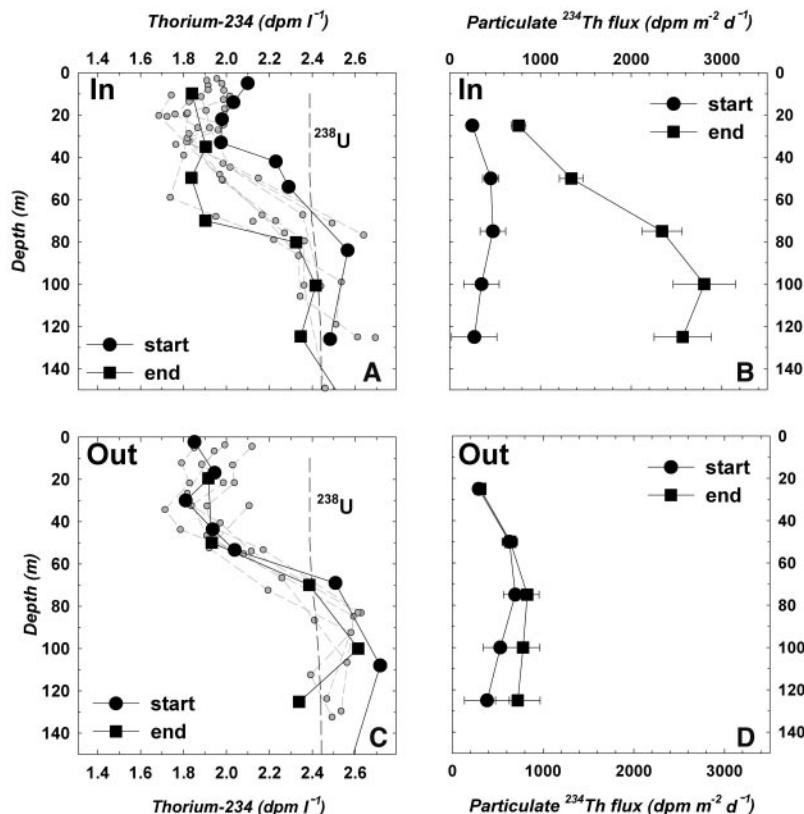 Thorium-234 (dpm l⁻¹)
Particulate ²³⁴Th flux (dpm m⁻² d⁻¹)
1.4 1.6 1.8 2.0 2.2 2.4 2.6
0 1000 2000 3000
In
²³⁸U
0
20
40
60
80
100
120
140
Depth (m)
start
end
A
In
start
end
0
20
40
60
80
100
120
140
B
Out
²³⁸U
0
20
40
60
80
100
120
140
Depth (m)
start
end
C
Out
start
end
0
20
40
60
80
100
120
140
D
1.4 1.6 1.8 2.0 2.2 2.4 2.6
0 1000 2000 3000
Thorium-234 (dpm l⁻¹)
Particulate ²³⁴Th flux (dpm m⁻² d⁻¹)